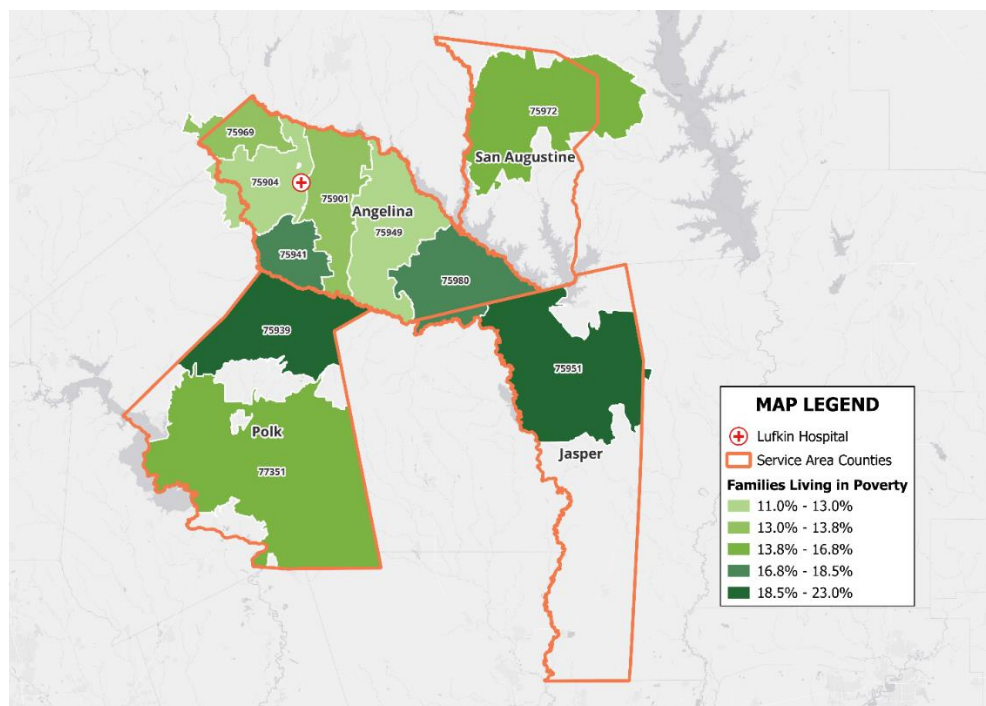 75972
75969
San Augustine
75904
75901
Angelina
75949
75941
75980
75939
75951
Polk
Jasper
77351
MAP LEGEND
Lufkin Hospital
Service Area Counties
Families Living in Poverty
11.0% - 13.0%
13.0% - 13.8%
13.8% - 16.8%
16.8% - 18.5%
18.5% - 23.0%